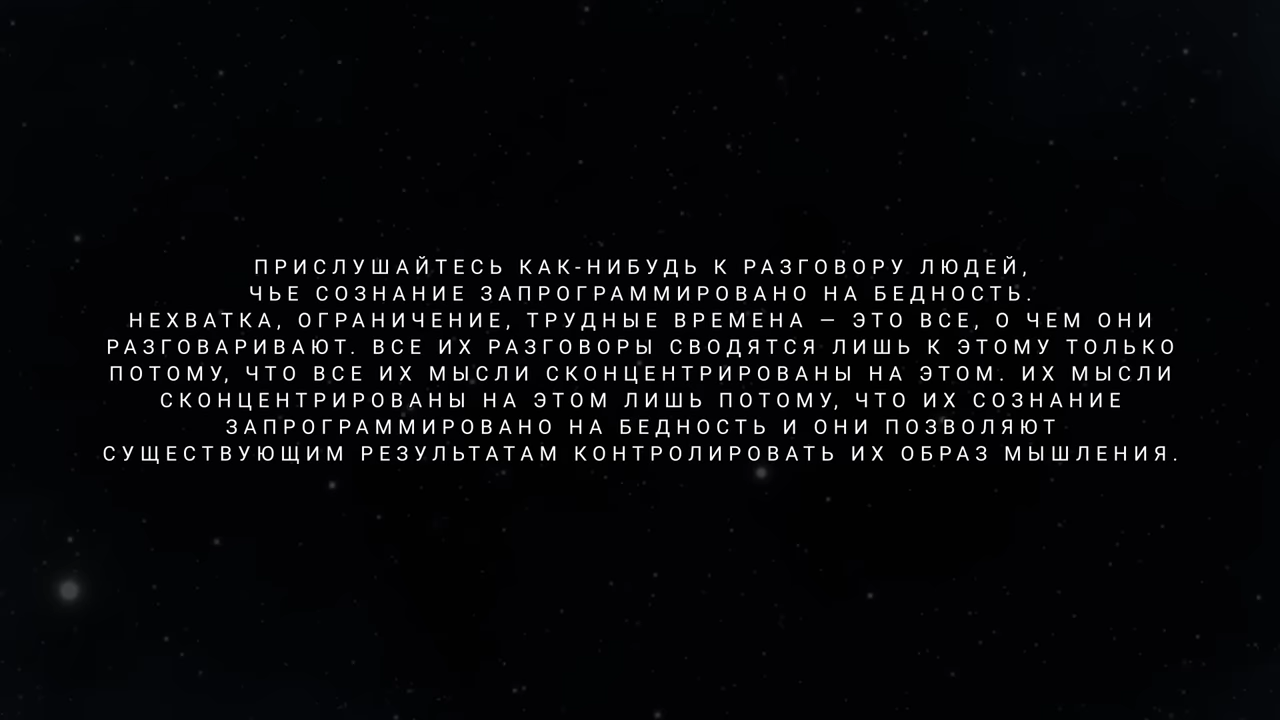 ПРИСЛУШАЙТЕСЬ КАК-НИБУДЬ К РАЗГОВОРУ ЛЮДЕЙ,
ЧЬЕ СОЗНАНИЕ ЗАПРОГРАММИРОВАНО НА БЕДНОСТЬ.
НЕХВАТКА, ОГРАНИЧЕНИЕ, ТРУДНЫЕ ВРЕМЕНА – ЭТО ВСЕ, О ЧЕМ ОНИ
РАЗГОВАРИВАЮТ. ВСЕ ИХ РАЗГОВОРЫ СВОДЯТСЯ ЛИШЬ К ЭТОМУ ТОЛЬКО
ПОТОМУ, ЧТО ВСЕ ИХ МЫСЛИ СКОНЦЕНТРИРОВАНЫ НА ЭТОМ. ИХ МЫСЛИ
СКОНЦЕНТРИРОВАНЫ НА ЭТОМ ЛИШЬ ПОТОМУ, ЧТО ИХ СОЗНАНИЕ
ЗАПРОГРАММИРОВАНО НА БЕДНОСТЬ И ОНИ ПОЗВОЛЯЮТ
СУЩЕСТВУЮЩИМ РЕЗУЛЬТАТАМ КОНТРОЛИРОВАТЬ ИХ ОБРАЗ МЫШЛЕНИЯ.